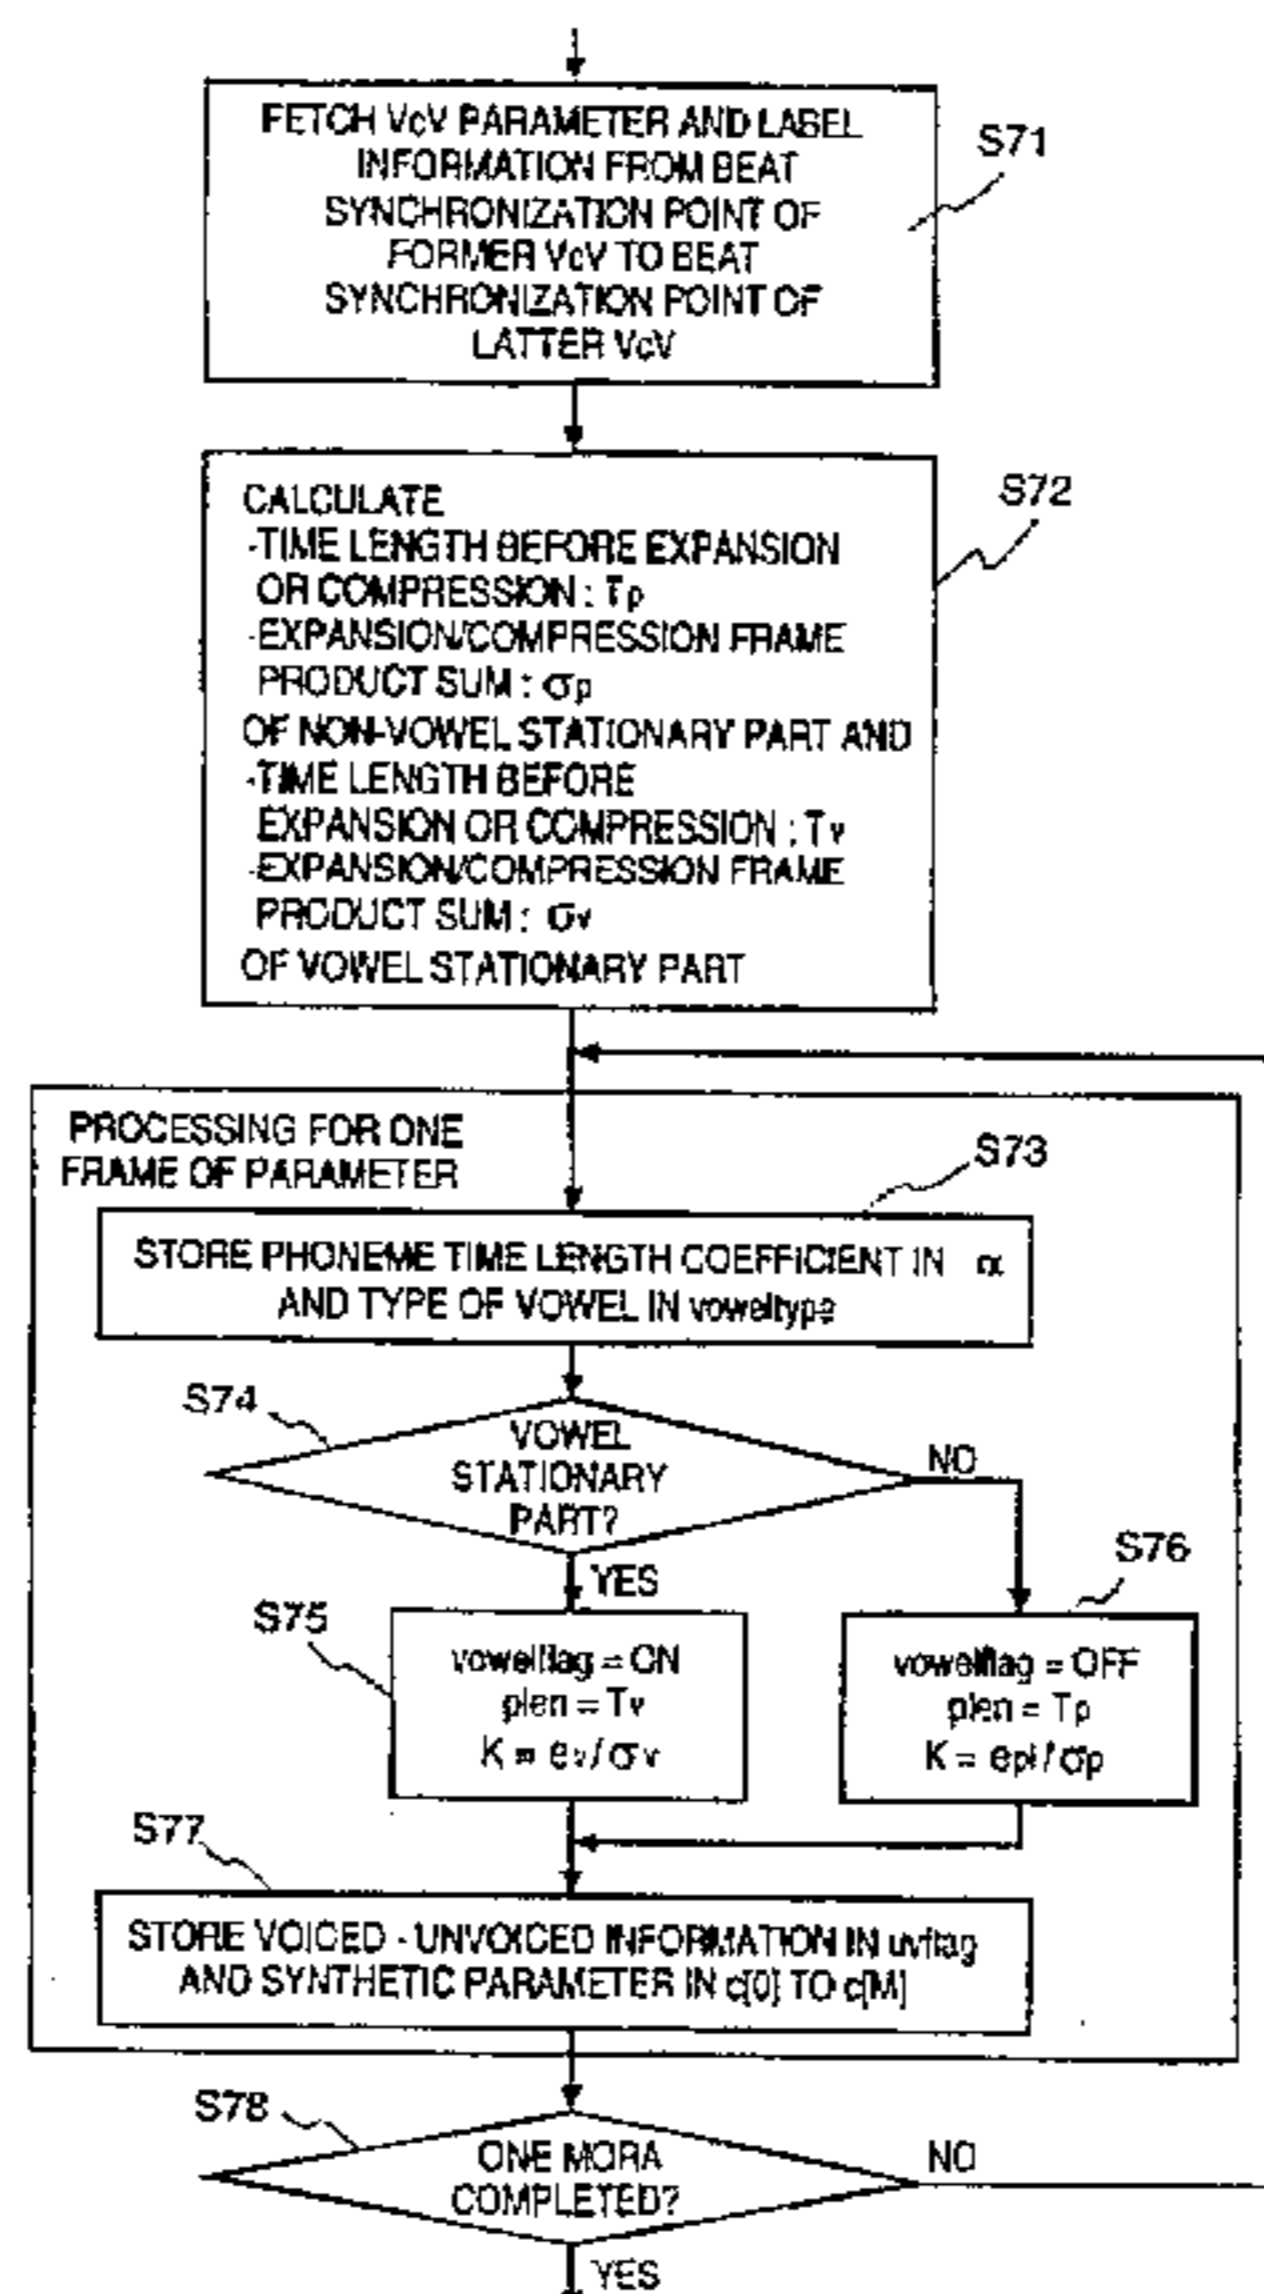 FETCH VcV PARAMETER AND LABEL
INFORMATION FROM BEAT
SYNCHRONIZATION POINT OF
FORMER VcV TO BEAT
SYNCHRONIZATION POINT OF
LATTER VcV
S71
CALCULATE
-TIME LENGTH BEFORE EXPANSION
OR COMPRESSION : Tp
-EXPANSION/COMPRESSION FRAME
PRODUCT SUM : σp
OF NON-VOWEL STATIONARY PART AND
-TIME LENGTH BEFORE
EXPANSION OR COMPRESSION : Tv
-EXPANSION/COMPRESSION FRAME
PRODUCT SUM : σv
OF VOWEL STATIONARY PART
S72
PROCESSING FOR ONE
FRAME OF PARAMETER
S73
STORE PHONEME TIME LENGTH COEFFICIENT IN α
AND TYPE OF VOWEL IN voweltype
S74
VOWEL
STATIONARY
PART?
NO
YES
S75
vowelflag = ON
plen = Tv
K = ev/σv
S76
vowelflag = OFF
plen = Tp
K = epi/σp
S77
STORE VOICED - UNVOICED INFORMATION IN uvflag
AND SYNTHETIC PARAMETER IN c[0] TO c[M]
S78
ONE MORA
COMPLETED?
NO
YES